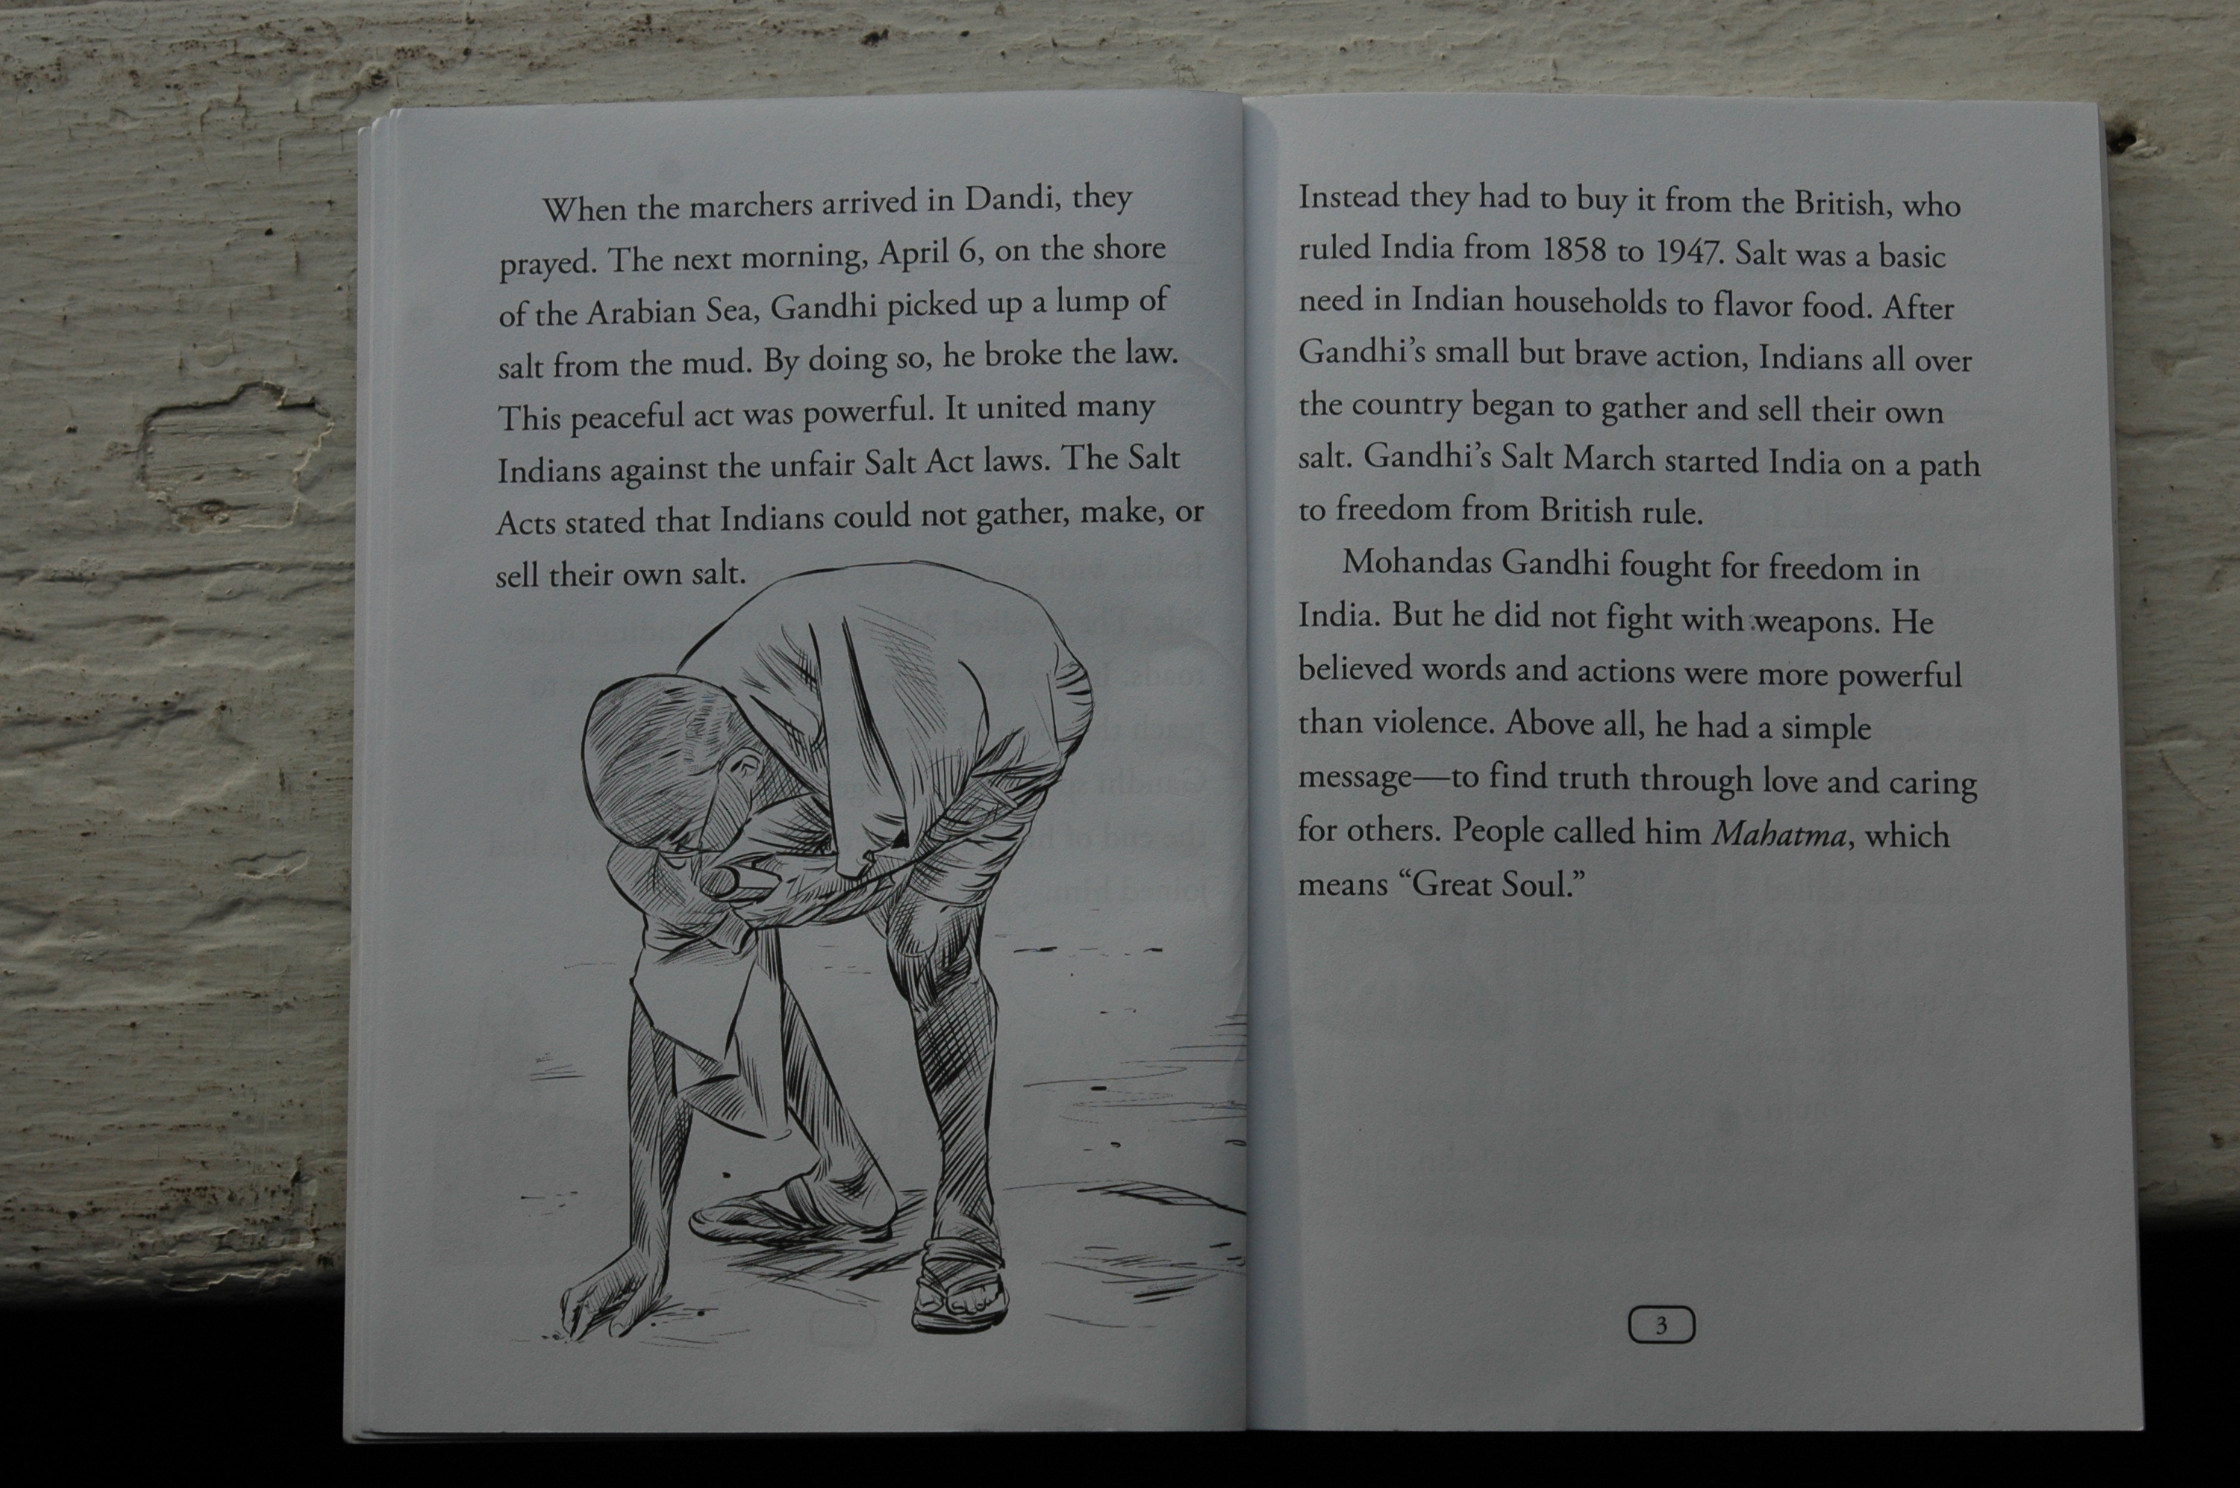 When the marchers arrived in Dandi, they
prayed. The next morning, April 6, on the shore
of the Arabian Sea, Gandhi picked up a lump of
salt from the mud. By doing so, he broke the law.
This peaceful act was powerful. It united many
Indians against the unfair Salt Act laws. The Salt
Acts stated that Indians could not gather, make, or
sell their own salt.
Instead they had to buy it from the British, who
ruled India from 1858 to 1947. Salt was a basic
need in Indian households to flavor food. After
Gandhi's small but brave action, Indians all over
the country began to gather and sell their own
salt. Gandhi's Salt March started India on a path
to freedom from British rule.
Mohandas Gandhi fought for freedom in
India. But he did not fight with weapons. He
believed words and actions were more powerful
than violence. Above all, he had a simple
message—to find truth through love and caring
for others. People called him Mahatma, which
means “Great Soul.”
3